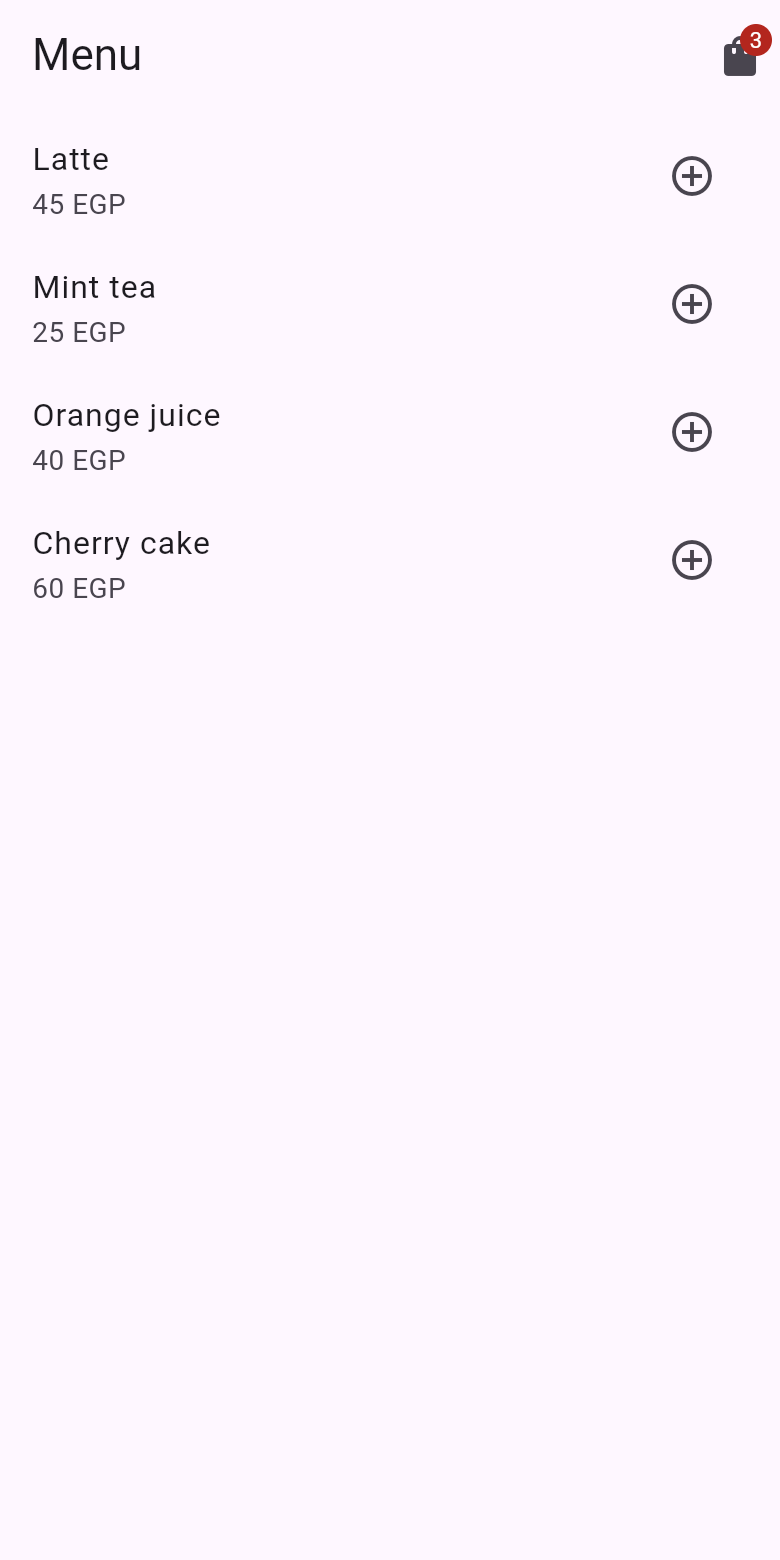 Menu
3
Latte
45 EGP
Mint tea
25 EGP
Orange juice
40 EGP
Cherry cake
60 EGP